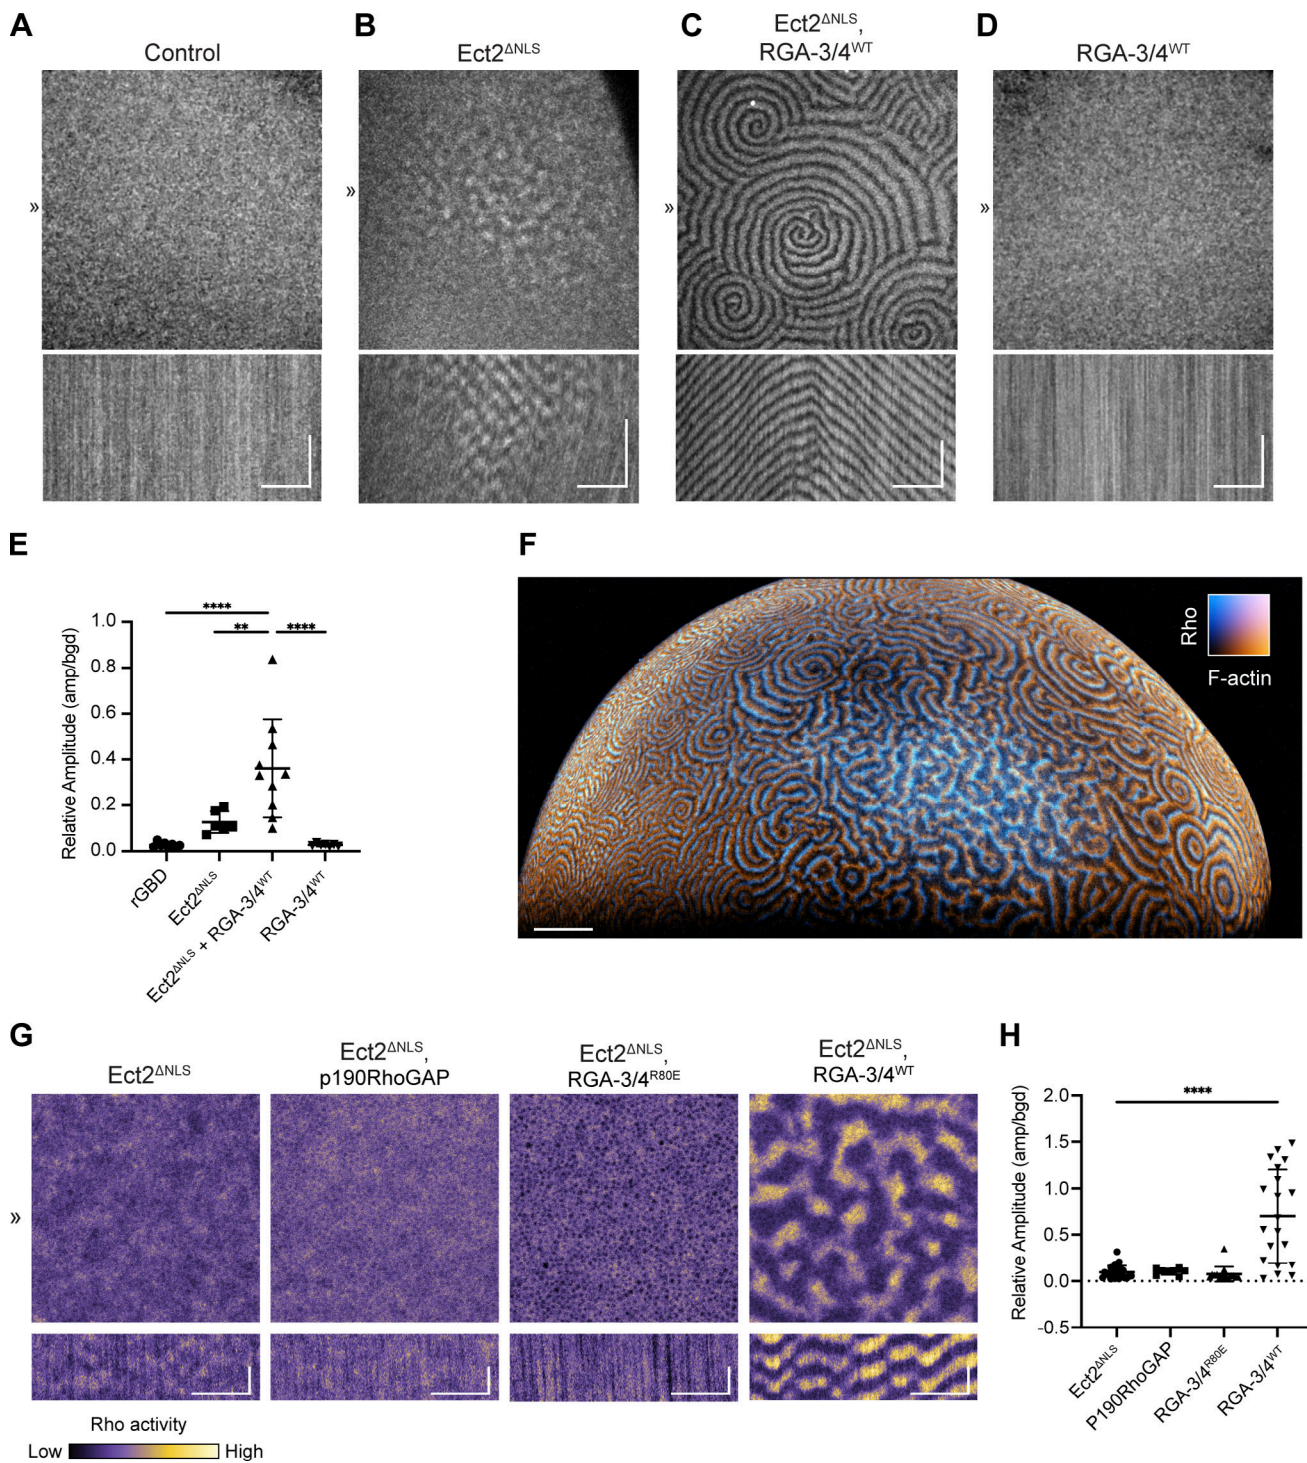 A
Control
»
B
Ect2ΔNLS
»
C
Ect2ΔNLS,
RGA-3/4WT
»
D
RGA-3/4WT
»
E
Relative Amplitude (amp/bgd)
1.0
0.8
0.6
0.4
0.2
0.0
****
** ****
rGBD
Ect2ΔNLS
Ect2ΔNLS + RGA-3/4WT
RGA-3/4WT
F
Rho
F-actin
G
Ect2ΔNLS
Ect2ΔNLS,
p190RhoGAP
Ect2ΔNLS,
RGA-3/4R80E
Ect2ΔNLS,
RGA-3/4WT
»
Rho activity
Low High
H
Relative Amplitude (amp/bgd)
2.0
1.5
1.0
0.5
0.0
-0.5
****
Ect2ΔNLS
P190RhoGAP
RGA-3/4R80E
RGA-3/4WT